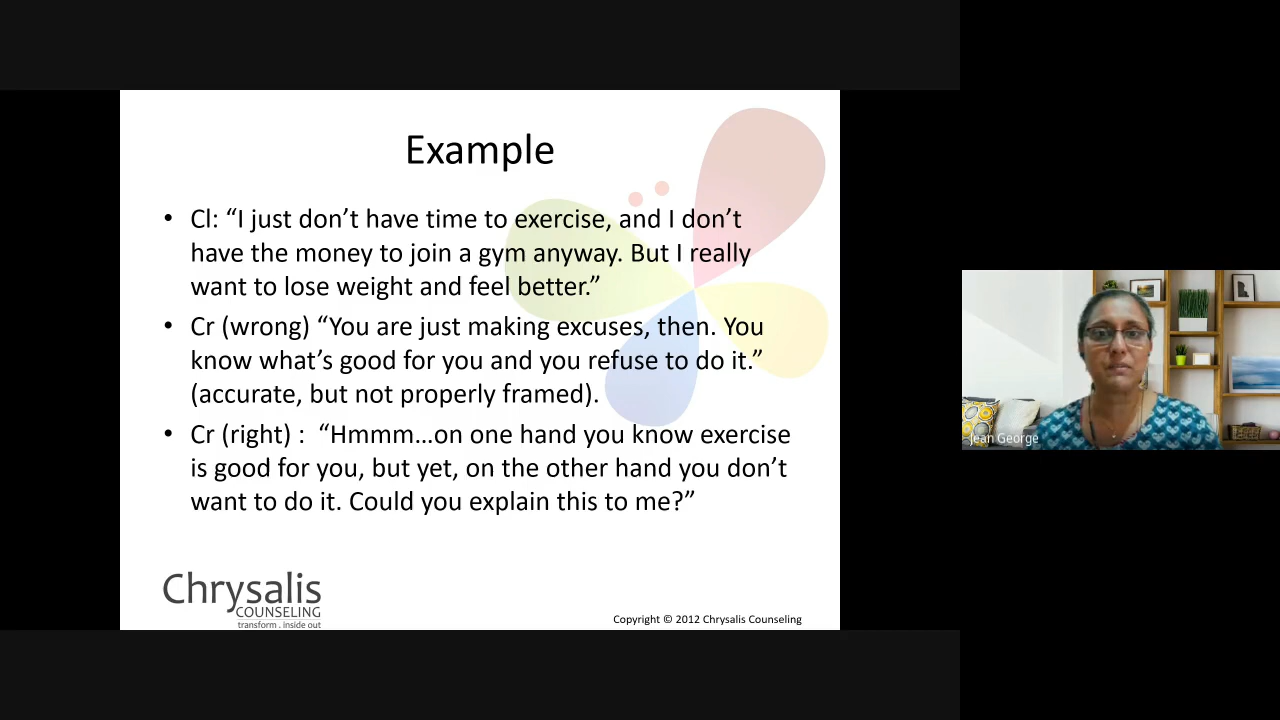 Example
• Cl: “I just don’t have time to exercise, and I don’t
have the money to join a gym anyway. But I really
want to lose weight and feel better.”
• Cr (wrong) “You are just making excuses, then. You
know what’s good for you and you refuse to do it.”
(accurate, but not properly framed).
• Cr (right) : “Hmmm…on one hand you know exercise
is good for you, but yet, on the other hand you don’t
want to do it. Could you explain this to me?”
Chrysalis
COUNSELING
transform . inside out
Copyright © 2012 Chrysalis Counseling
Jean George